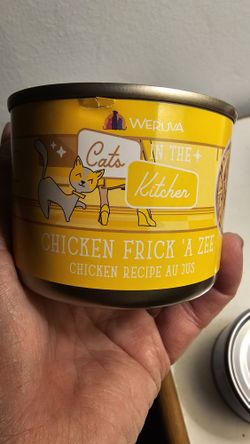 WERUVA
Cats IN THE
Kitchen
CHICKEN FRICK 'A ZEE
CHICKEN RECIPE AU JUS